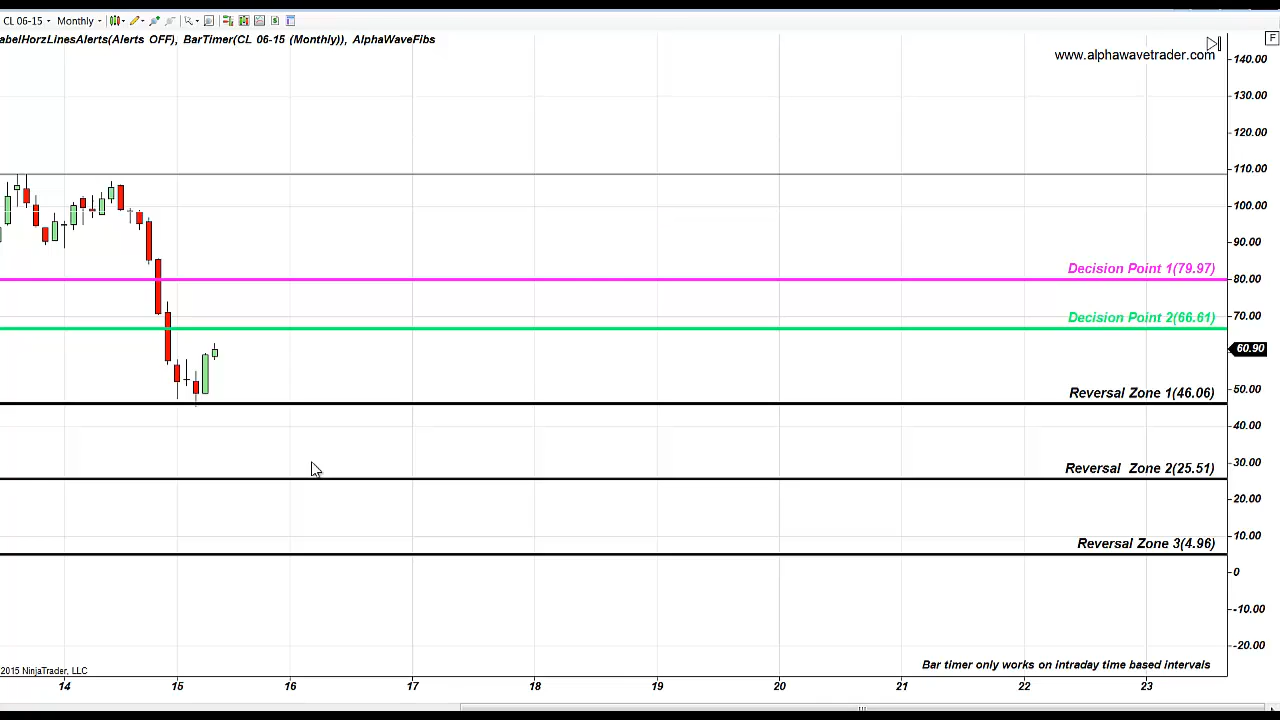 CL 06-15 Monthly
abelHorzLinesAlerts(Alerts OFF), BarTimer(CL 06-15 (Monthly)), AlphaWaveFibs
F
www.alphawavetrader.com
140.00
130.00
120.00
110.00
100.00
90.00
Decision Point 1(79.97)
80.00
Decision Point 2(66.61)
70.00
60.90
Reversal Zone 1(46.06)
50.00
40.00
Reversal  Zone 2(25.51)
30.00
20.00
Reversal Zone 3(4.96)
10.00
0
-10.00
-20.00
2015 NinjaTrader, LLC
Bar timer only works on intraday time based intervals
14 15 16 17 18 19 20 21 22 23